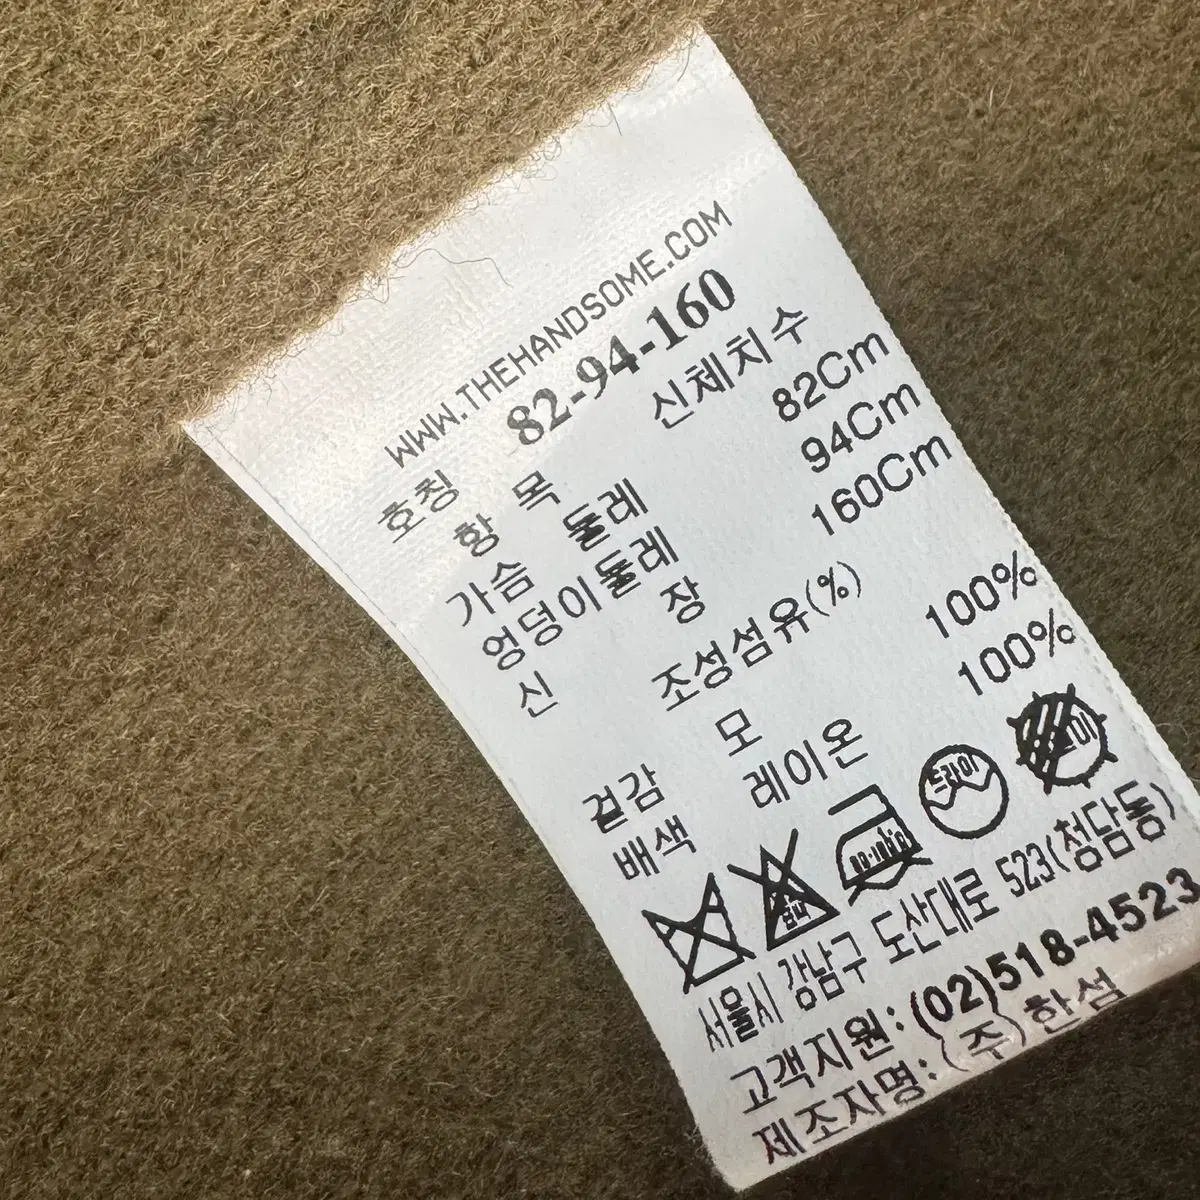 WWW.THEHANDSOME.COM
호칭 82-94-160
항 목 신체치수
가슴 둘레 82Cm
엉덩이둘레 94Cm
신 장 160Cm
조성섬유(%)
겉감 모 100%
배색 레이온 100%
드라이
서울시 강남구 도산대로 523(청담동)
고객지원:(02)518-4523
제조자명:(주)한섬